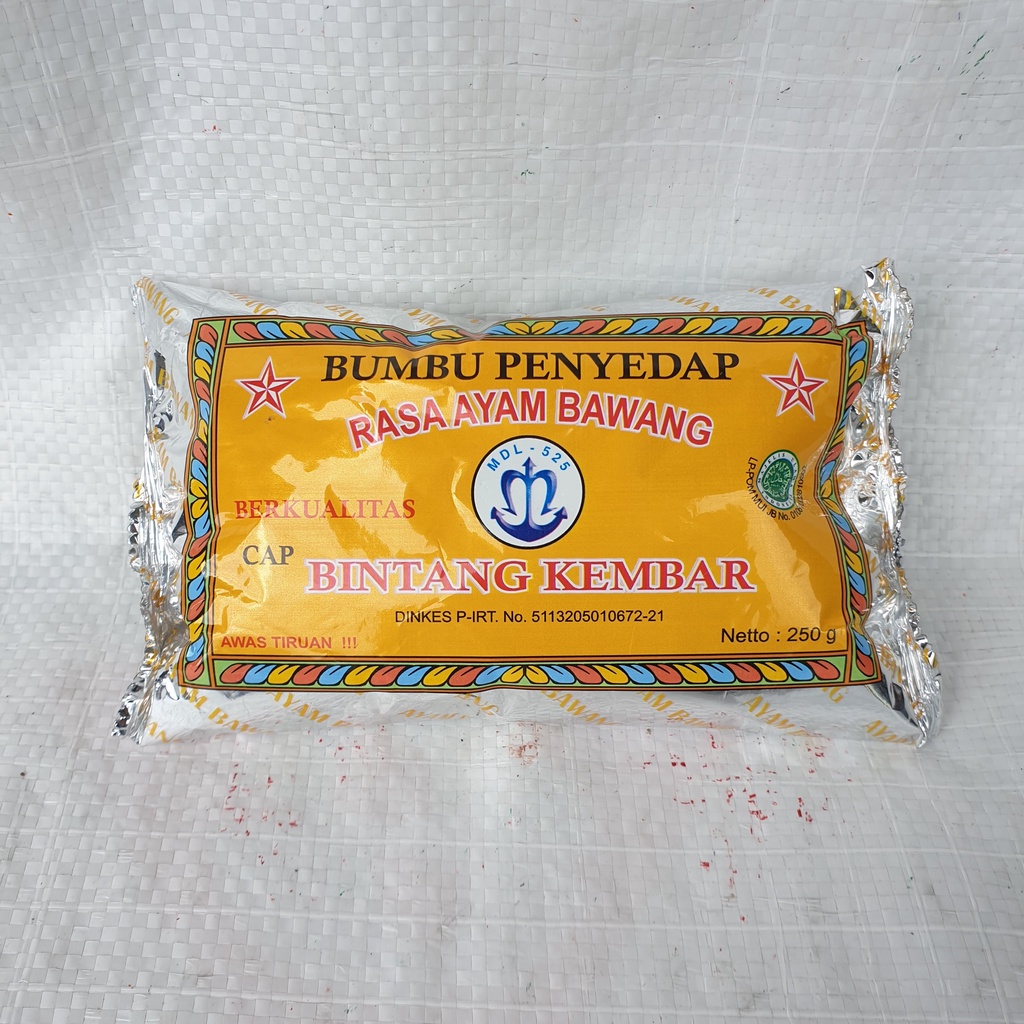 BUMBU PENYEDAP
RASA AYAM BAWANG
MDL - 525
BERKUALITAS
CAP
BINTANG KEMBAR
DINKES P-IRT. No. 5113205010672-21
AWAS TIRUAN !!!
Netto : 250 g